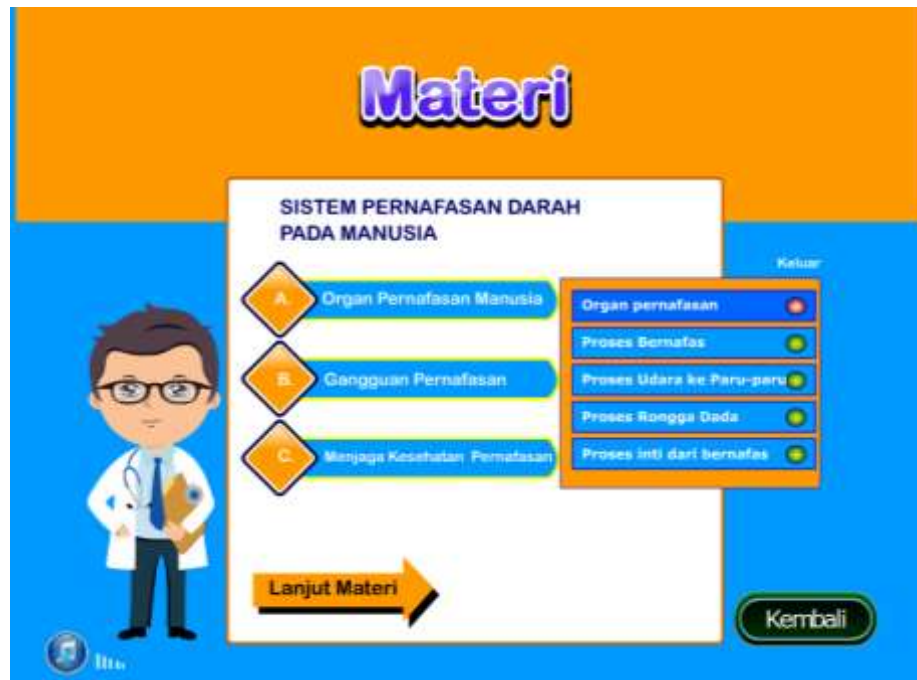 Materi
SISTEM PERNAFASAN DARAH
PADA MANUSIA
Keluar
A.
Organ Pernafasan Manusia
B.
Gangguan Pernafasan
C.
Menjaga Kesehatan Pernafasan
Organ pernafasan
Proses Bernafas
Proses Udara ke Paru-paru
Proses Rongga Dada
Proses inti dari bernafas
Lanjut Materi
Kembali